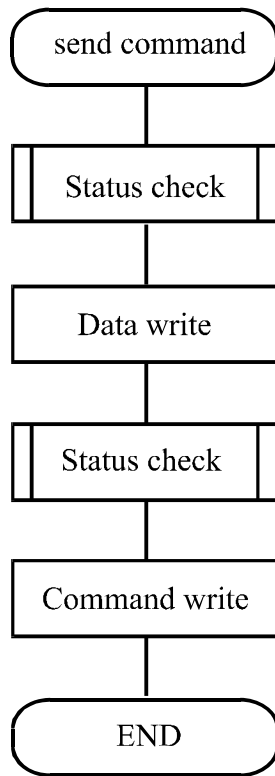 send command
Status check
Data write
Status check
Command write
END